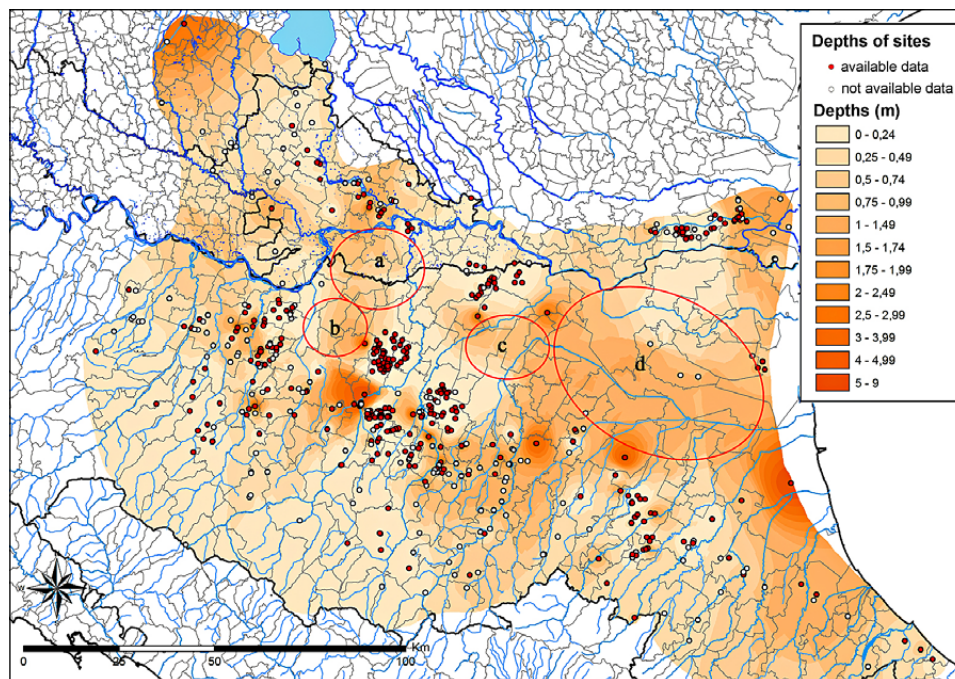 Depths of sites
available data
not available data
Depths (m)
0 - 0,24
0,25 - 0,49
0,5 - 0,74
0,75 - 0,99
1 - 1,49
1,5 - 1,74
1,75 - 1,99
2 - 2,49
2,5 - 2,99
3 - 3,99
4 - 4,99
5 - 9
a
b
c
d
0 25 50 100 Km